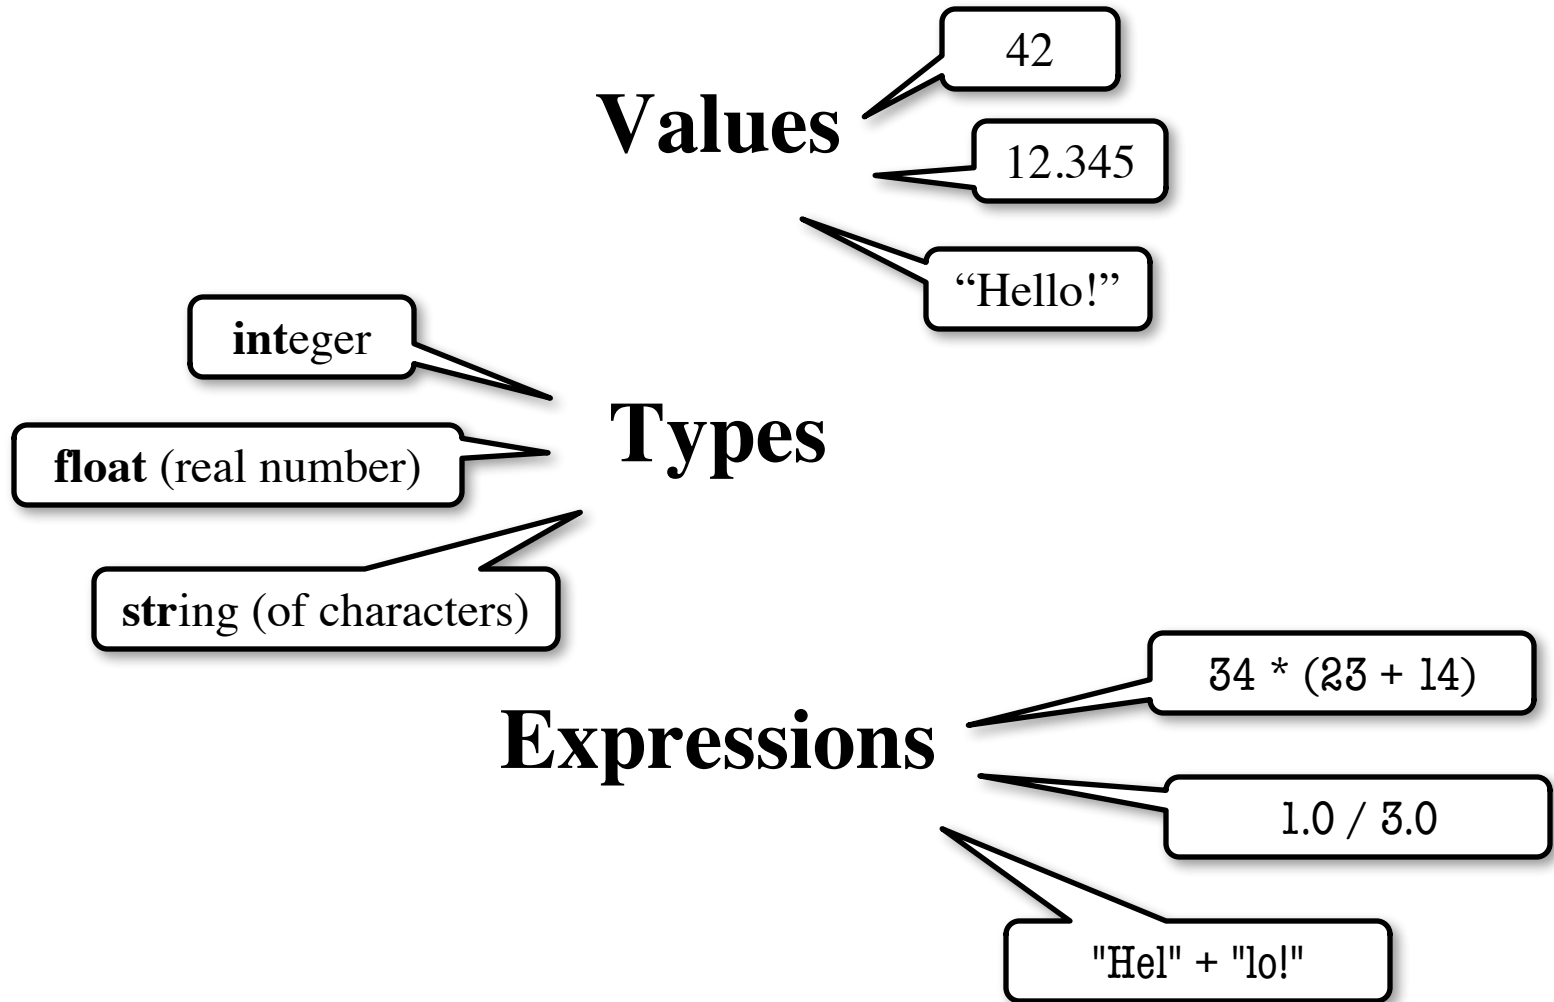 42
Values
12.345
“Hello!”
integer
Types
float (real number)
string (of characters)
34 * (23 + 14)
Expressions
1.0 / 3.0
"Hel" + "lo!"